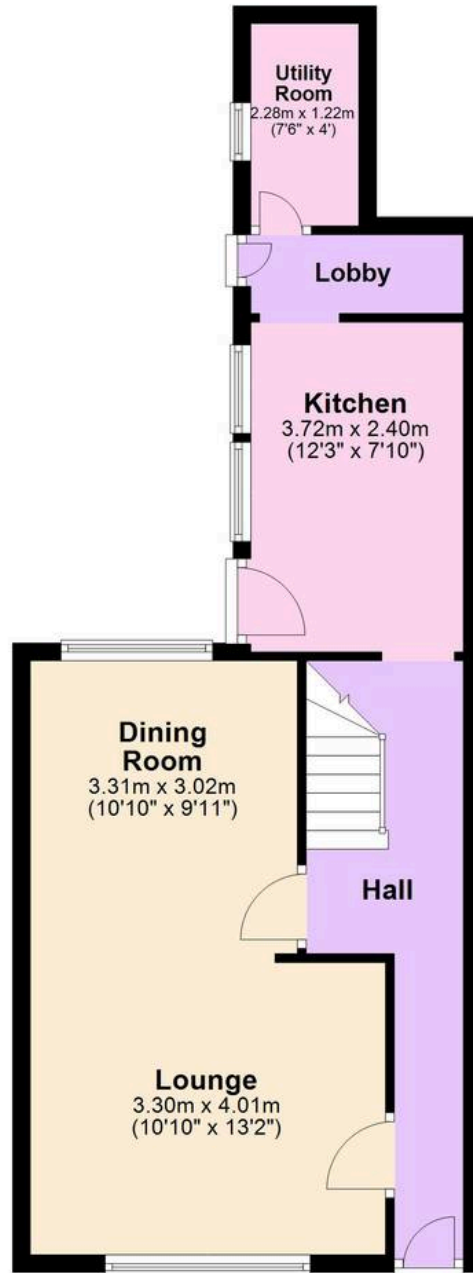 Utility
Room
2.28m x 1.22m
(7'6" x 4')
Lobby
Kitchen
3.72m x 2.40m
(12'3" x 7'10")
Dining
Room
3.31m x 3.02m
(10'10" x 9'11")
Hall
Lounge
3.30m x 4.01m
(10'10" x 13'2")